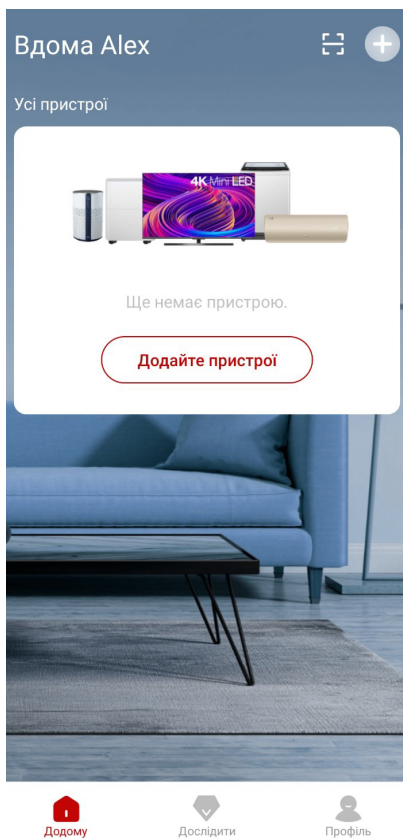 Вдома Alex
Усі пристрої
4K Mini LED
Ще немає пристрою.
Додайте пристрої
Додому
Дослідити
Профіль